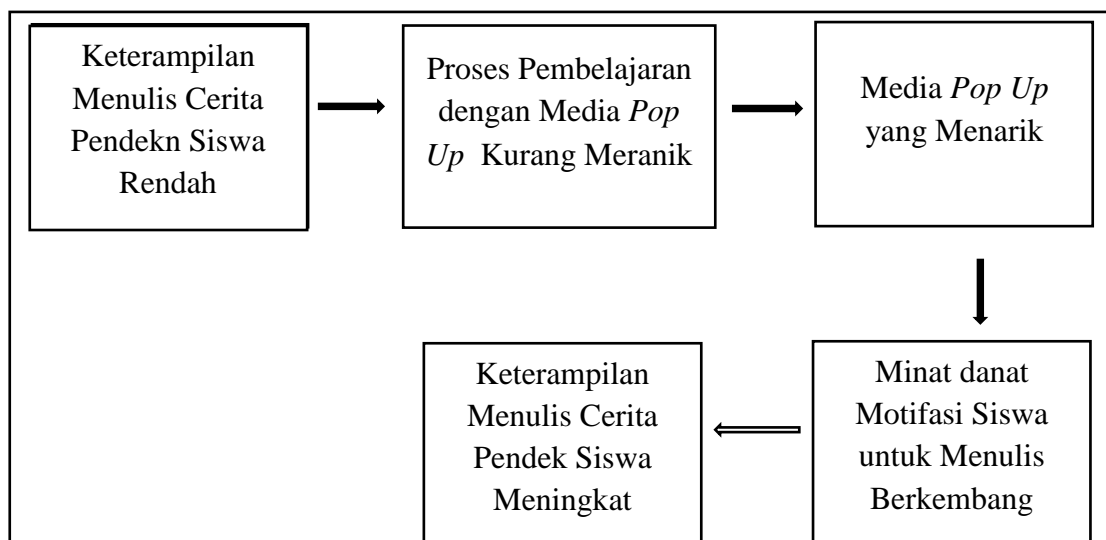 Keterampilan
Menulis Cerita
Pendekn Siswa
Rendah
Proses Pembelajaran
dengan Media Pop
Up Kurang Meranik
Media Pop Up
yang Menarik
Minat danat
Motifasi Siswa
untuk Menulis
Berkembang
Keterampilan
Menulis Cerita
Pendek Siswa
Meningkat